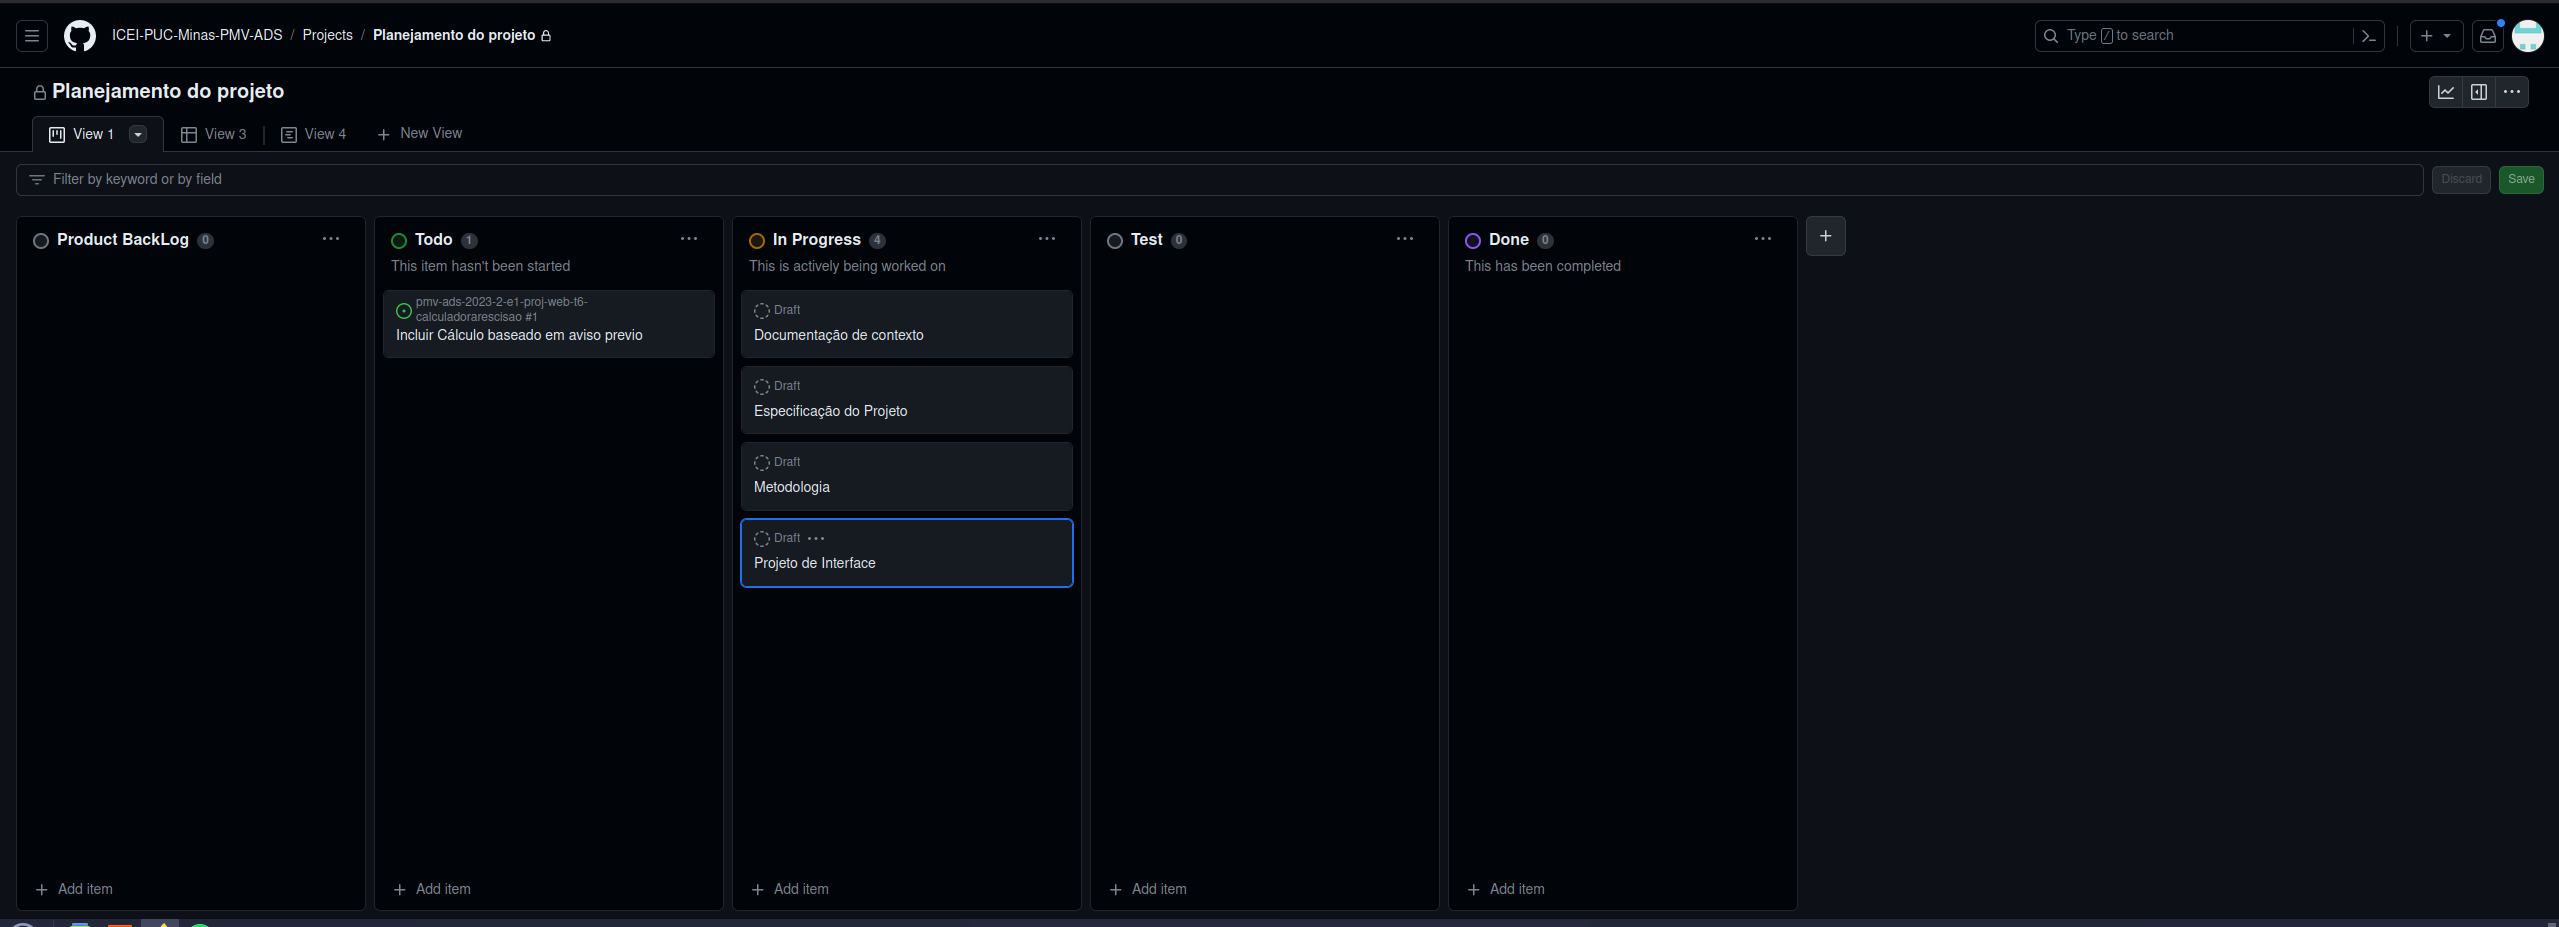 ICEI-PUC-Minas-PMV-ADS / Projects / Planejamento do projeto
Type / to search
Planejamento do projeto
View 1
View 3
View 4
New View
Filter by keyword or by field
Discard
Save
Product BackLog 0
Add item
Todo 1
This item hasn't been started
pmv-ads-2023-2-e1-proj-web-t6-
calculadorarescisao #1
Incluir Cálculo baseado em aviso previo
Add item
In Progress 4
This is actively being worked on
Draft
Documentação de contexto
Draft
Especificação do Projeto
Draft
Metodologia
Draft
Projeto de Interface
Add item
Test 0
Add item
Done 0
This has been completed
Add item